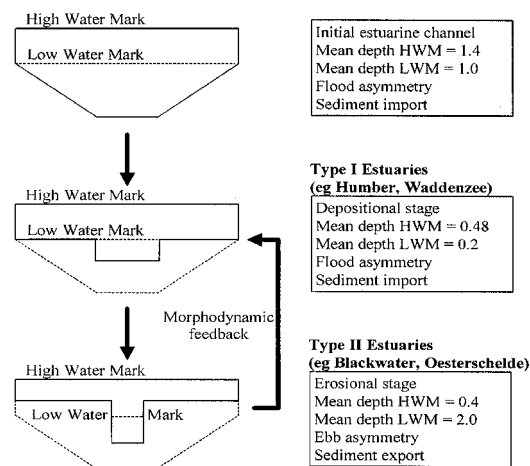 High Water Mark
Low Water Mark
Initial estuarine channel
Mean depth HWM = 1.4
Mean depth LWM = 1.0
Flood asymmetry
Sediment import
High Water Mark
Low Water Mark
Type I Estuaries
(eg Humber, Waddenzee)
Depositional stage
Mean depth HWM = 0.48
Mean depth LWM = 0.2
Flood asymmetry
Sediment import
Morphodynamic
feedback
High Water Mark
Low Water Mark
Type II Estuaries
(eg Blackwater, Oesterschelde)
Erosional stage
Mean depth HWM = 0.4
Mean depth LWM = 2.0
Ebb asymmetry
Sediment export